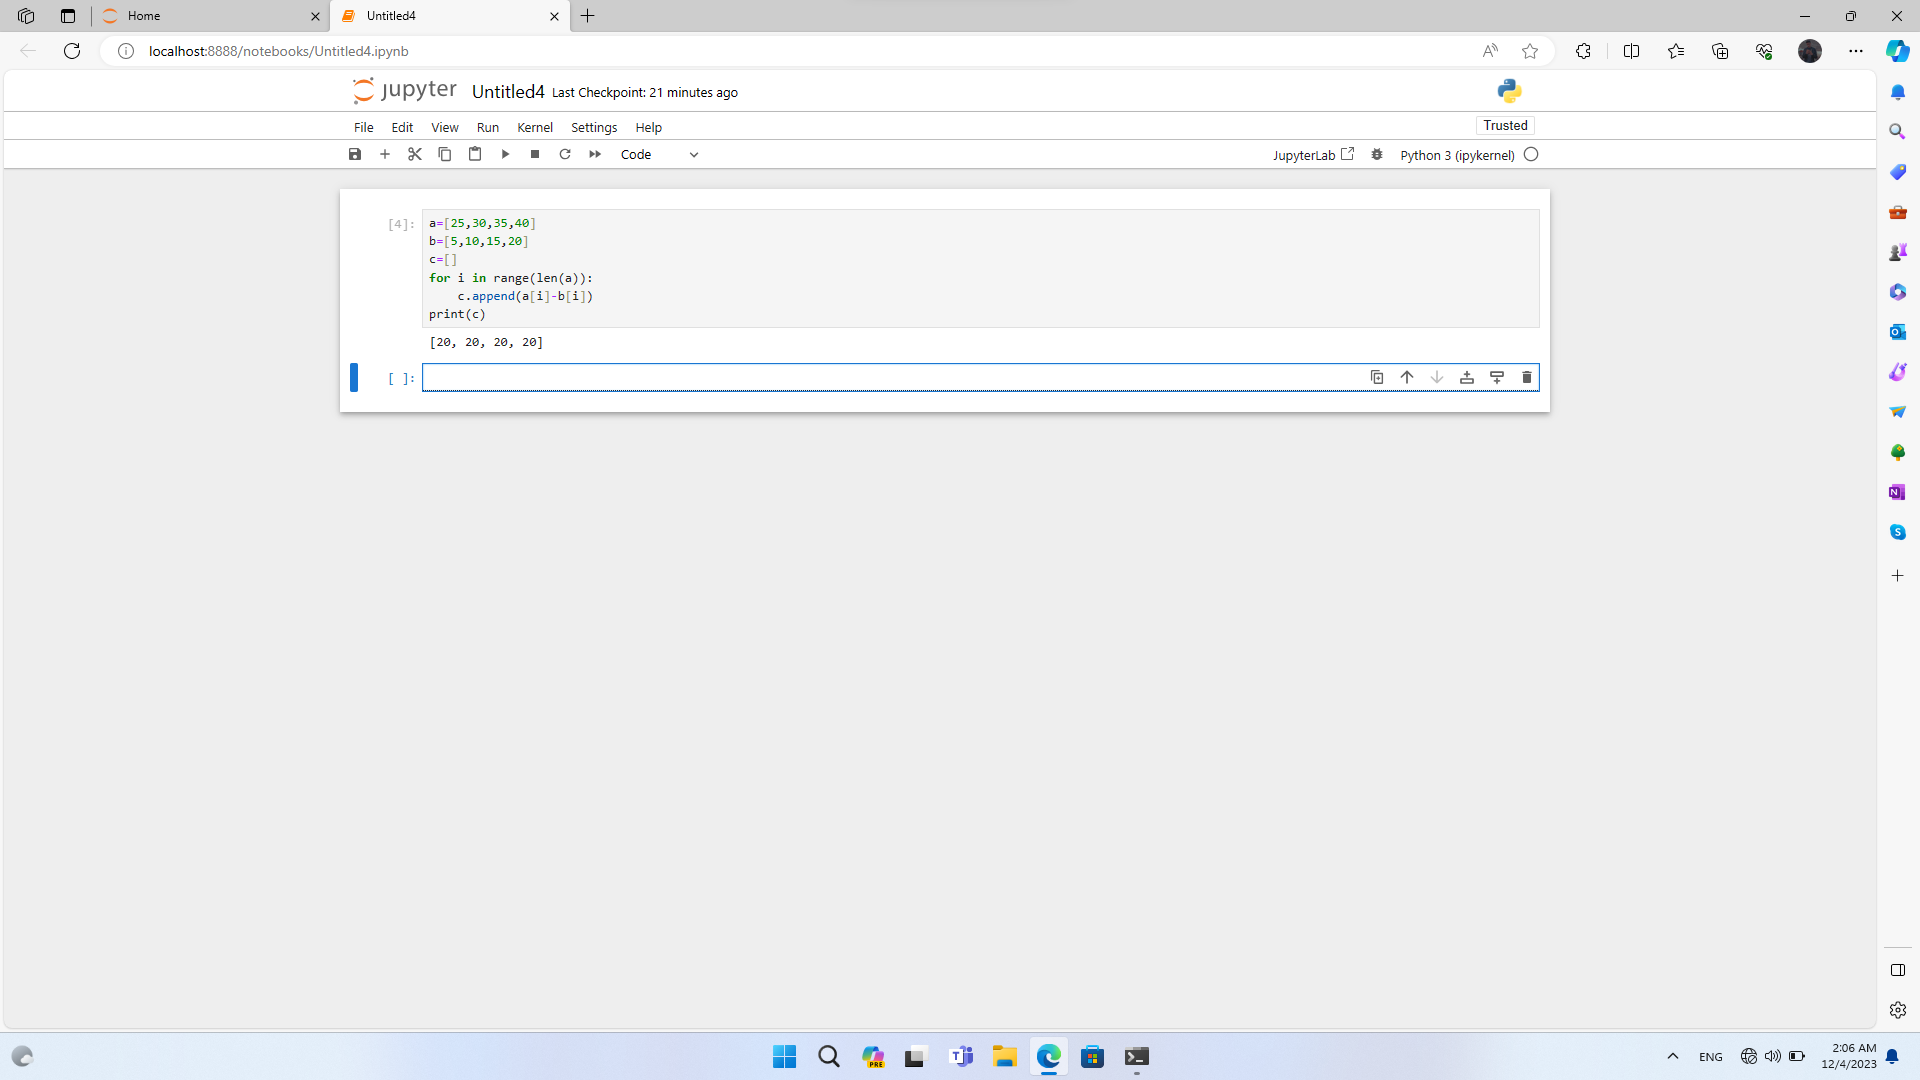 Home
Untitled4
localhost:8888/notebooks/Untitled4.ipynb
jupyter Untitled4 Last Checkpoint: 21 minutes ago
File Edit View Run Kernel Settings Help
Trusted
Code
JupyterLab
Python 3 (ipykernel)
[4]:
a=[25,30,35,40]
b=[5,10,15,20]
c=[]
for i in range(len(a)):
    c.append(a[i]-b[i])
print(c)
[20, 20, 20, 20]
[ ]:
PRE
ENG
2:06 AM
12/4/2023